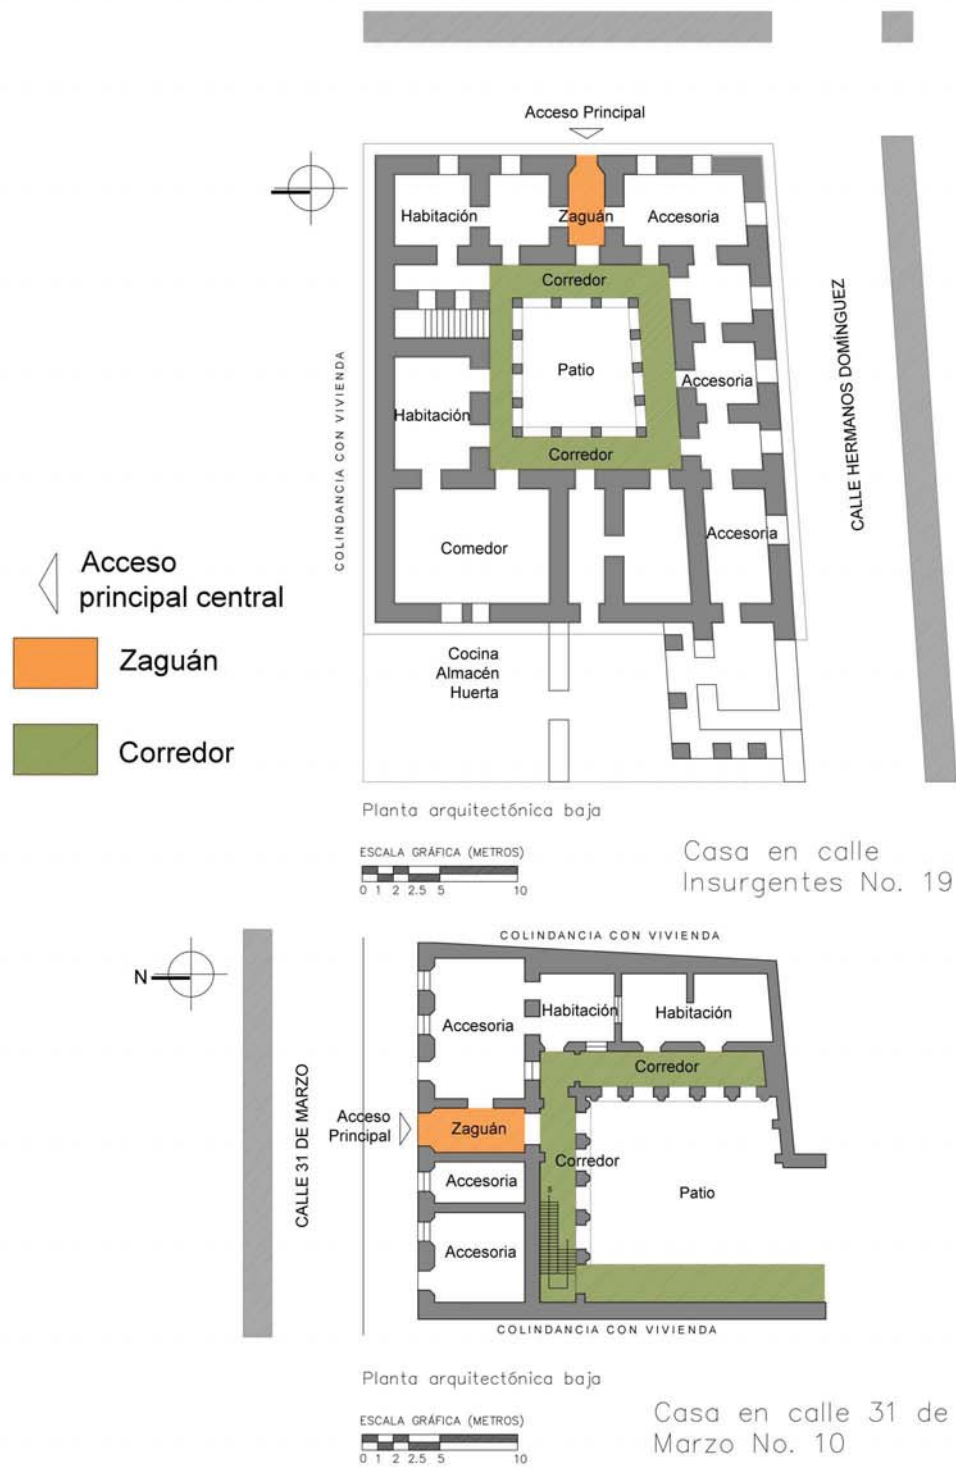 Acceso Principal
Habitación
Zaguán
Accesoria
Corredor
Patio
Accesoria
Habitación
Corredor
Comedor
Accesoria
COLINDANCIA CON VIVIENDA
CALLE HERMANOS DOMÍNGUEZ
Cocina
Almacén
Huerta
Acceso
principal central
Zaguán
Corredor
Planta arquitectónica baja
ESCALA GRÁFICA (METROS)
0 1 2 2.5 5 10
Casa en calle
Insurgentes No. 19
COLINDANCIA CON VIVIENDA
N
CALLE 31 DE MARZO
Accesoria
Habitación
Habitación
Corredor
Acceso
Principal
Zaguán
Corredor
Accesoria
Patio
Accesoria
COLINDANCIA CON VIVIENDA
Planta arquitectónica baja
ESCALA GRÁFICA (METROS)
0 1 2 2.5 5 10
Casa en calle 31 de
Marzo No. 10